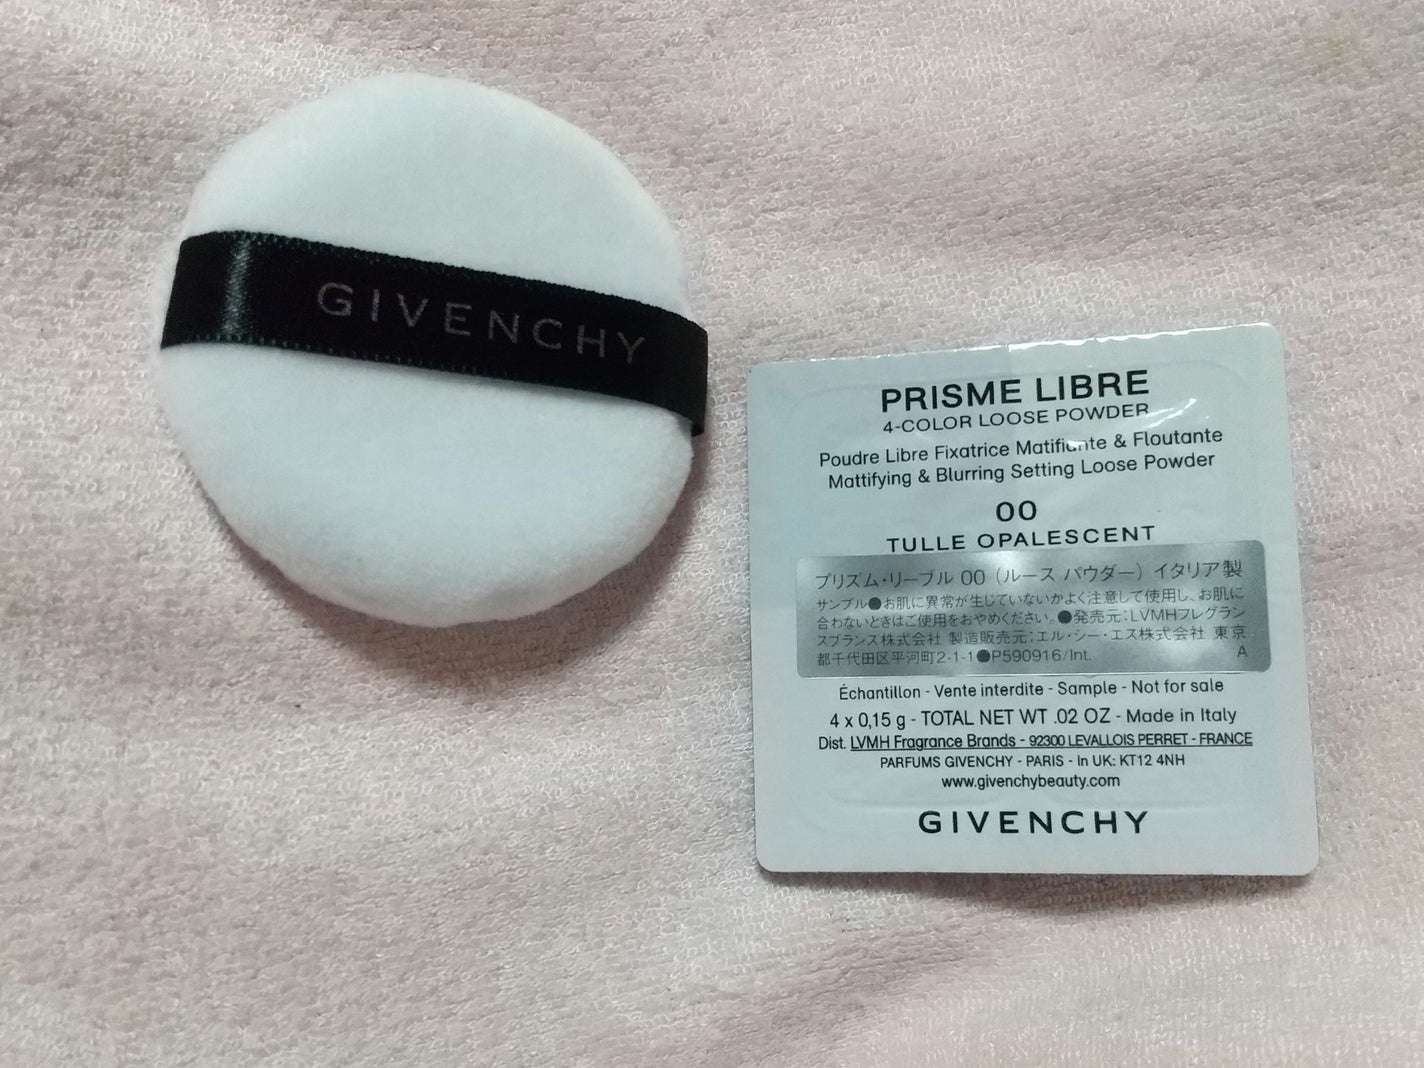 GIVENCHY
PRISME LIBRE
4-COLOR LOOSE POWDER
Poudre Libre Fixatrice Matifiante & Floutante
Mattifying & Blurring Setting Loose Powder
00
TULLE OPALESCENT
プリズム・リーブル 00（ルース パウダー）イタリア製
サンプル●お肌に異常が生じていないかよく注意して使用し、お肌に
合わないときはご使用をおやめください。●発売元：LVMHフレグラン
スブランズ株式会社 製造販売元：エル・シー・エス株式会社 東京
都千代田区平河町2-1-1●P590916/Int. A
Échantillon - Vente interdite - Sample - Not for sale
4 x 0,15 g - TOTAL NET WT .02 OZ - Made in Italy
Dist. LVMH Fragrance Brands - 92300 LEVALLOIS PERRET - FRANCE
PARFUMS GIVENCHY - PARIS - In UK: KT12 4NH
www.givenchybeauty.com
GIVENCHY